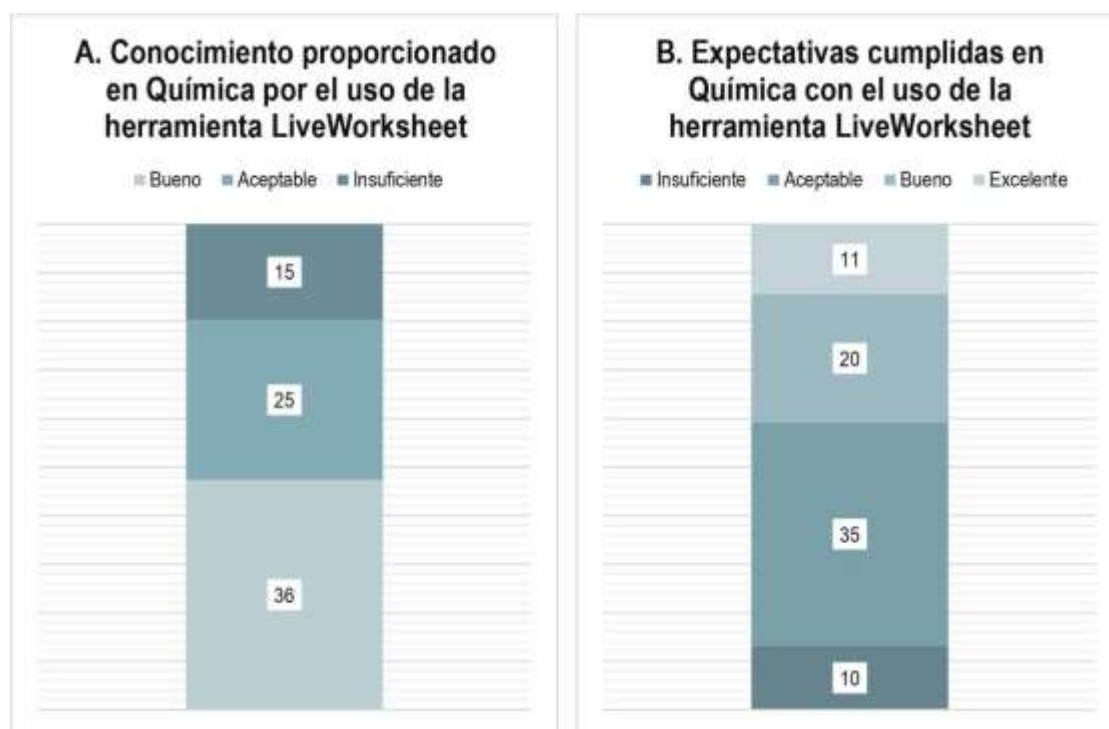 A. Conocimiento proporcionado
en Química por el uso de la
herramienta LiveWorksheet
Bueno Aceptable Insuficiente
15
25
36
B. Expectativas cumplidas en
Química con el uso de la
herramienta LiveWorksheet
Insuficiente Aceptable Bueno Excelente
11
20
35
10